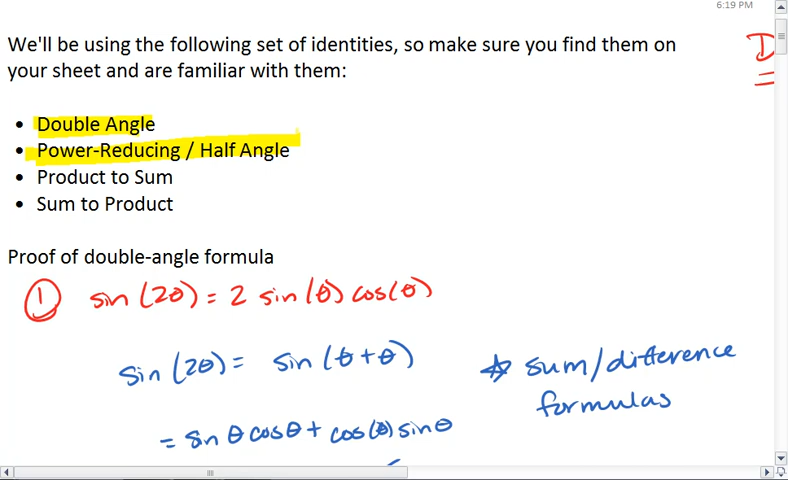 6:19 PM
We'll be using the following set of identities, so make sure you find them on
your sheet and are familiar with them:
• Double Angle
• Power-Reducing / Half Angle
• Product to Sum
• Sum to Product
Proof of double-angle formula
① sin (2θ) = 2 sin(θ) cos(θ)
sin (2θ) = sin (θ + θ) ☆ sum/difference
formulas
= sin θ cos θ + cos(θ) sin θ
D